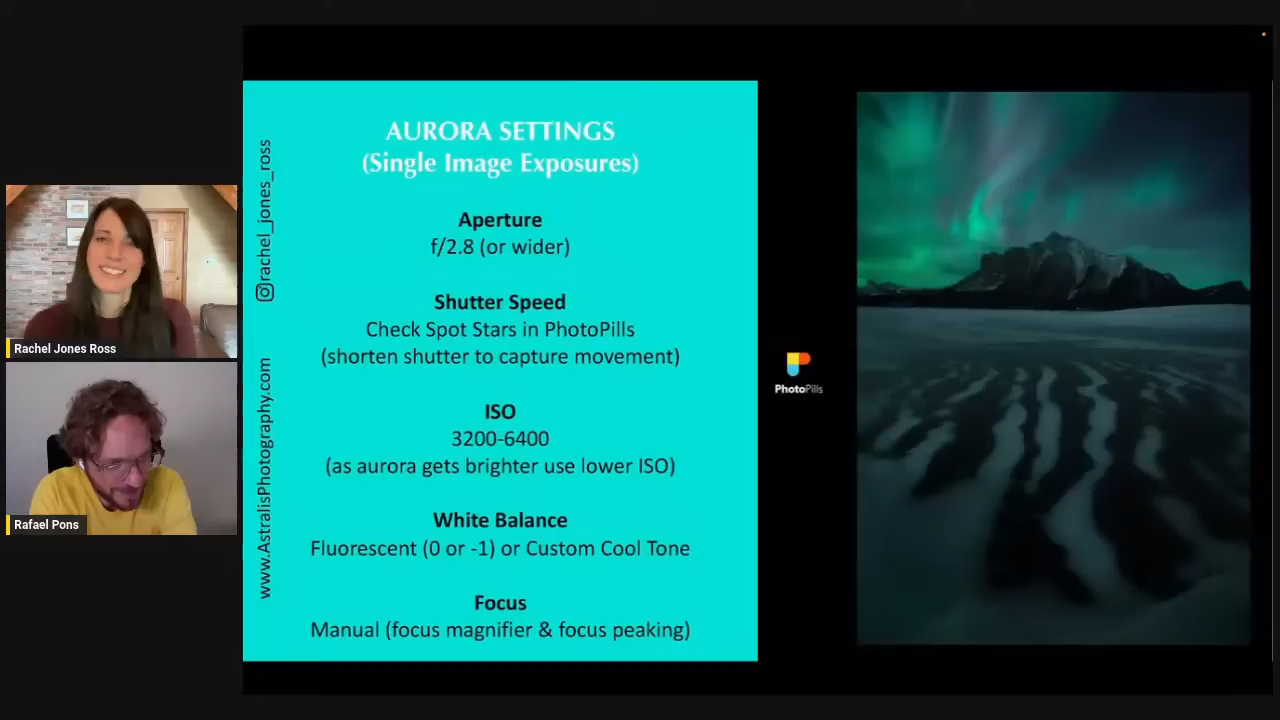 AURORA SETTINGS
(Single Image Exposures)
Aperture
f/2.8 (or wider)
Shutter Speed
Check Spot Stars in PhotoPills
(shorten shutter to capture movement)
ISO
3200-6400
(as aurora gets brighter use lower ISO)
White Balance
Fluorescent (0 or -1) or Custom Cool Tone
Focus
Manual (focus magnifier & focus peaking)
www.AstralisPhotography.com
@rachel_jones_ross
PhotoPills
Rachel Jones Ross
Rafael Pons